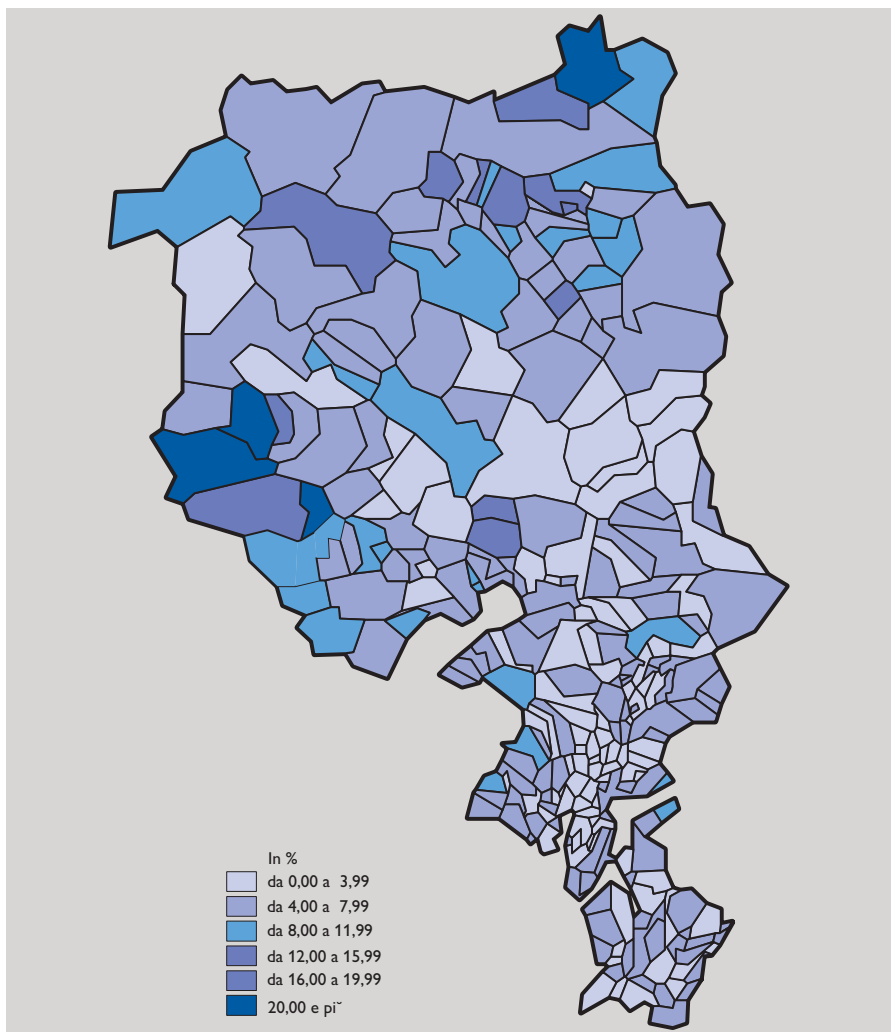 In %
da 0,00 a 3,99
da 4,00 a 7,99
da 8,00 a 11,99
da 12,00 a 15,99
da 16,00 a 19,99
20,00 e pi˘